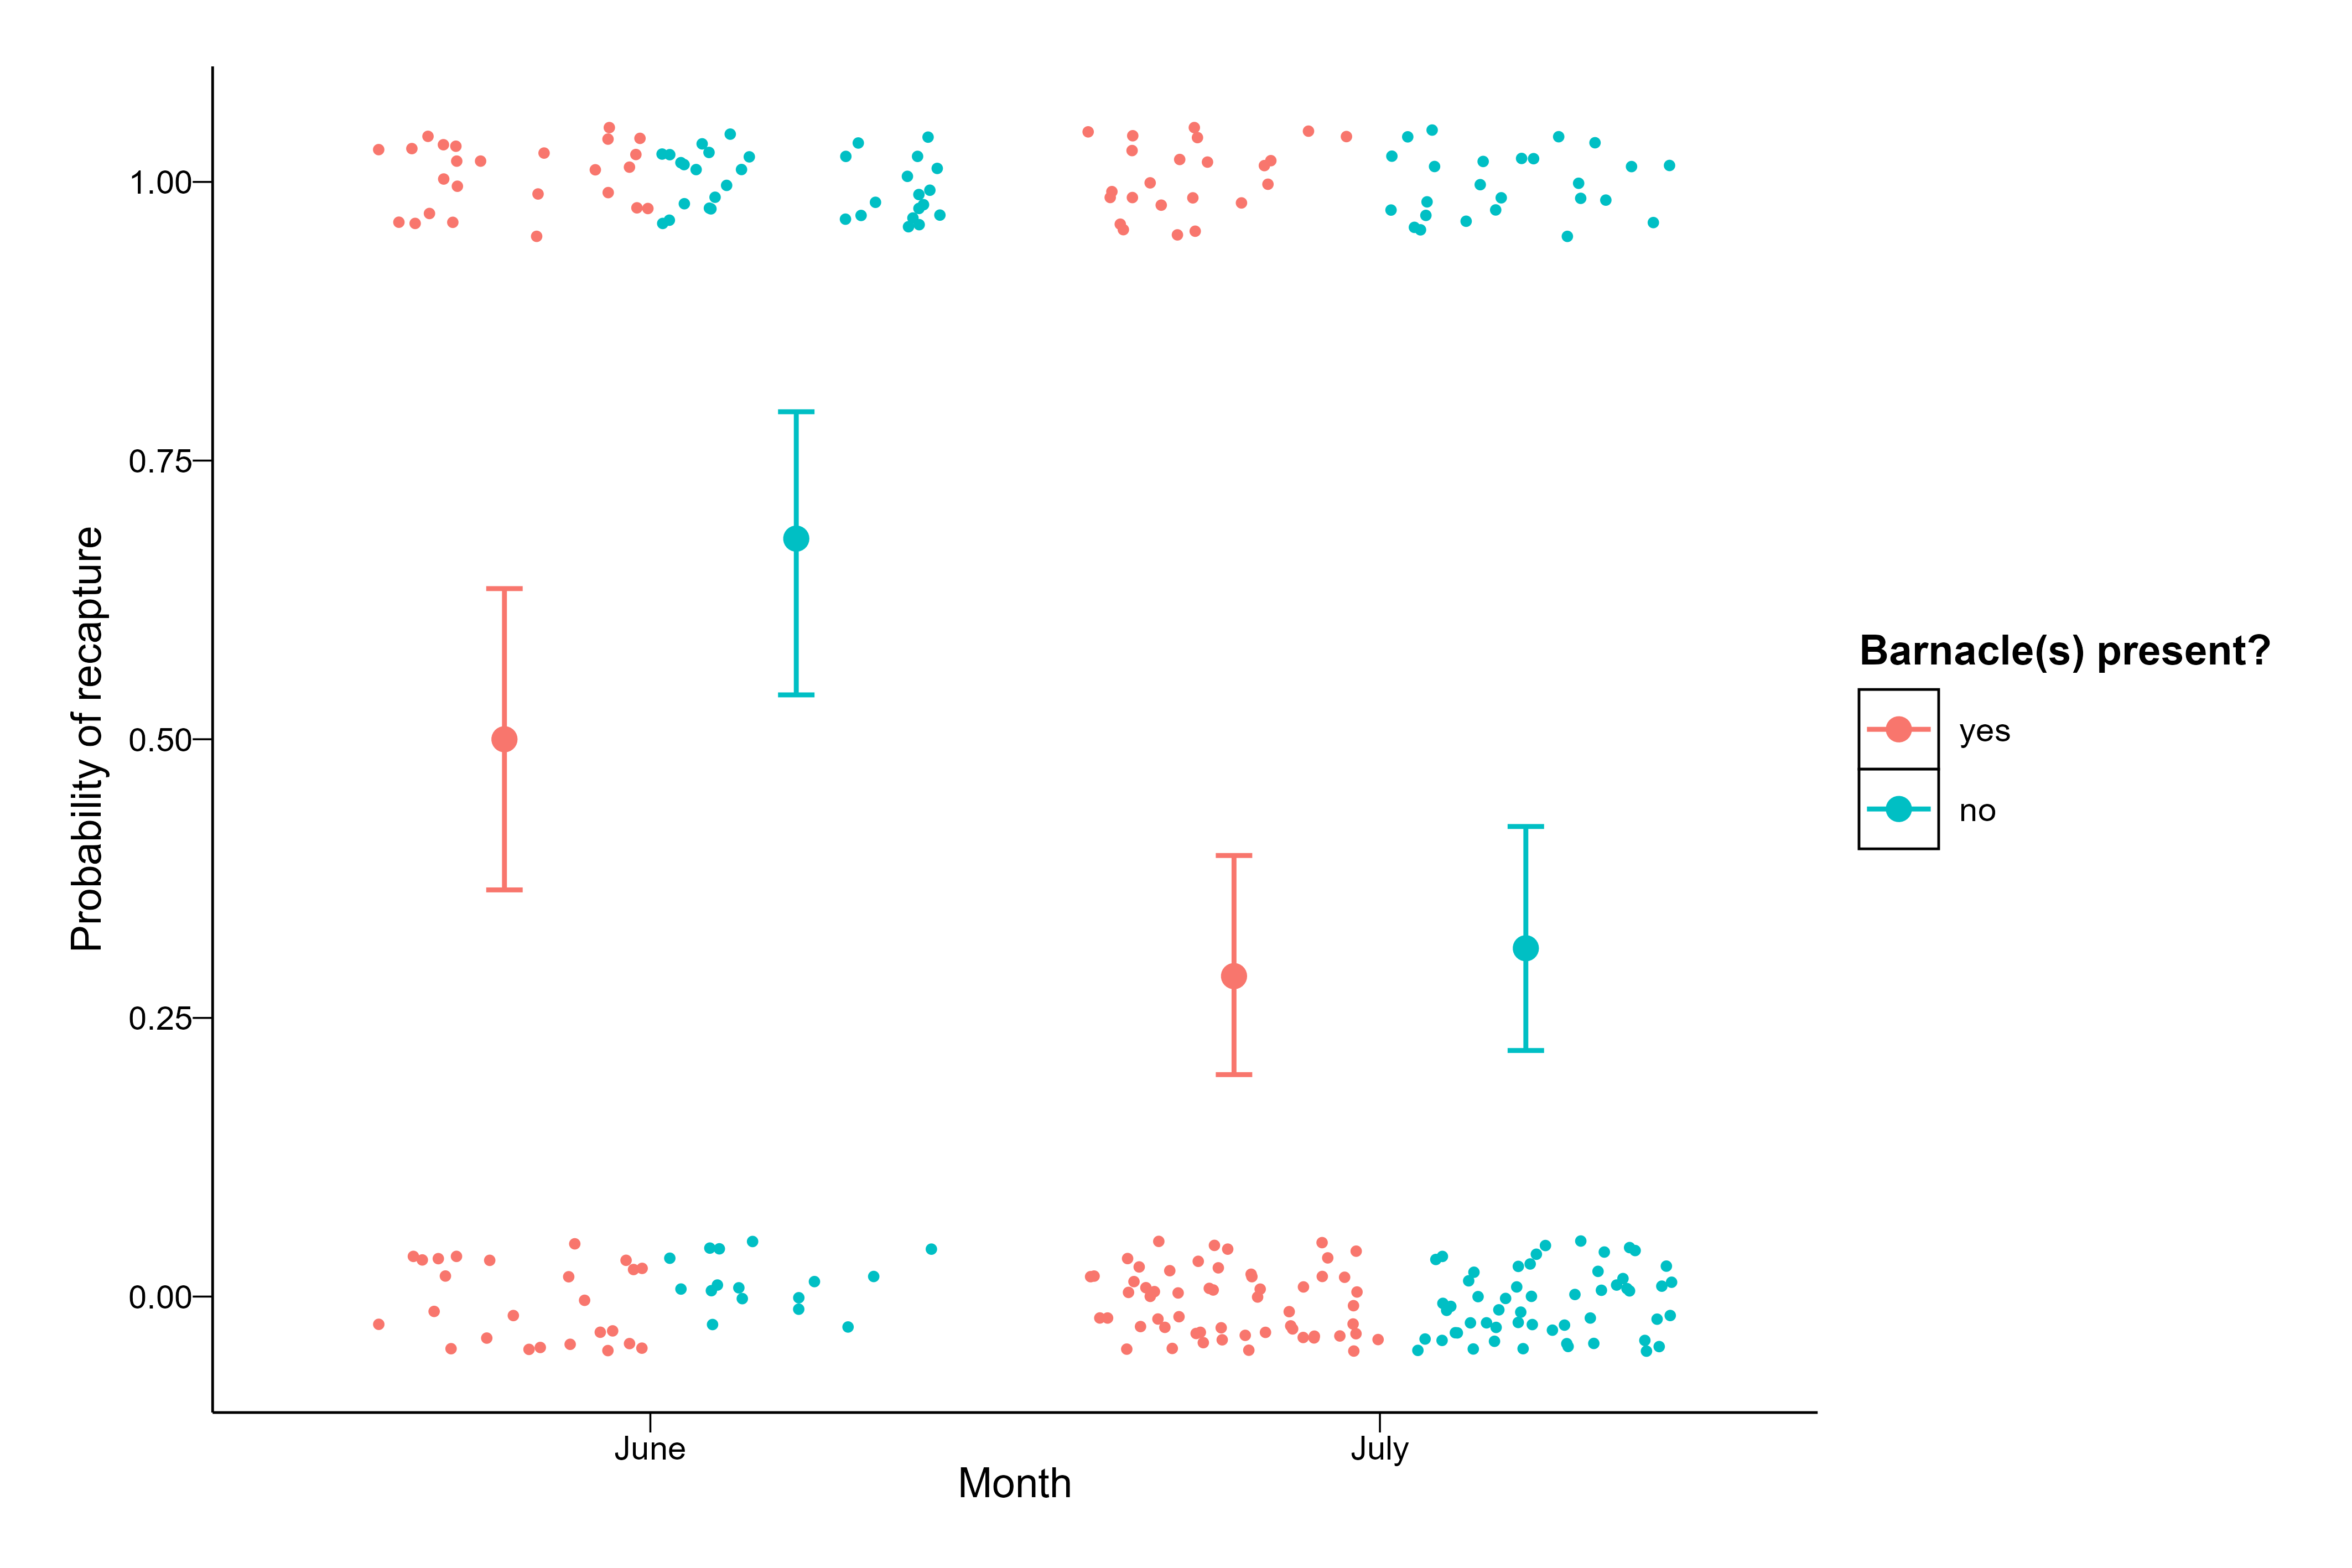 1.00
0.75
0.50
0.25
0.00
Probability of recapture
June
July
Month
Barnacle(s) present?
yes
no